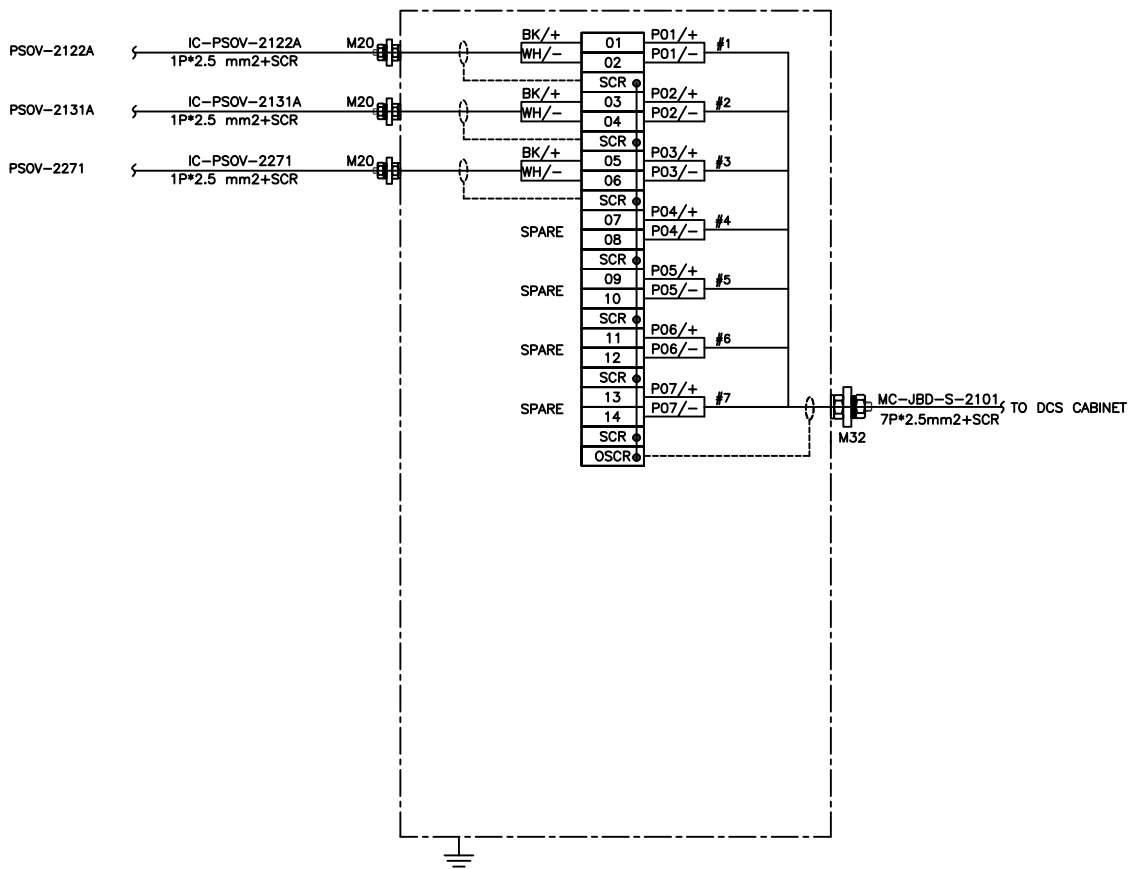 PSOV-2122A
IC-PSOV-2122A
1P*2.5 mm2+SCR
M20
BK/+
WH/-
01
02
SCR
P01/+
P01/-
#1
PSOV-2131A
IC-PSOV-2131A
1P*2.5 mm2+SCR
M20
BK/+
WH/-
03
04
SCR
P02/+
P02/-
#2
PSOV-2271
IC-PSOV-2271
1P*2.5 mm2+SCR
M20
BK/+
WH/-
05
06
SCR
P03/+
P03/-
#3
SPARE
07
08
SCR
P04/+
P04/-
#4
SPARE
09
10
SCR
P05/+
P05/-
#5
SPARE
11
12
SCR
P06/+
P06/-
#6
SPARE
13
14
SCR
OSCR
P07/+
P07/-
#7
M32
MC-JBD-S-2101
7P*2.5mm2+SCR
TO DCS CABINET